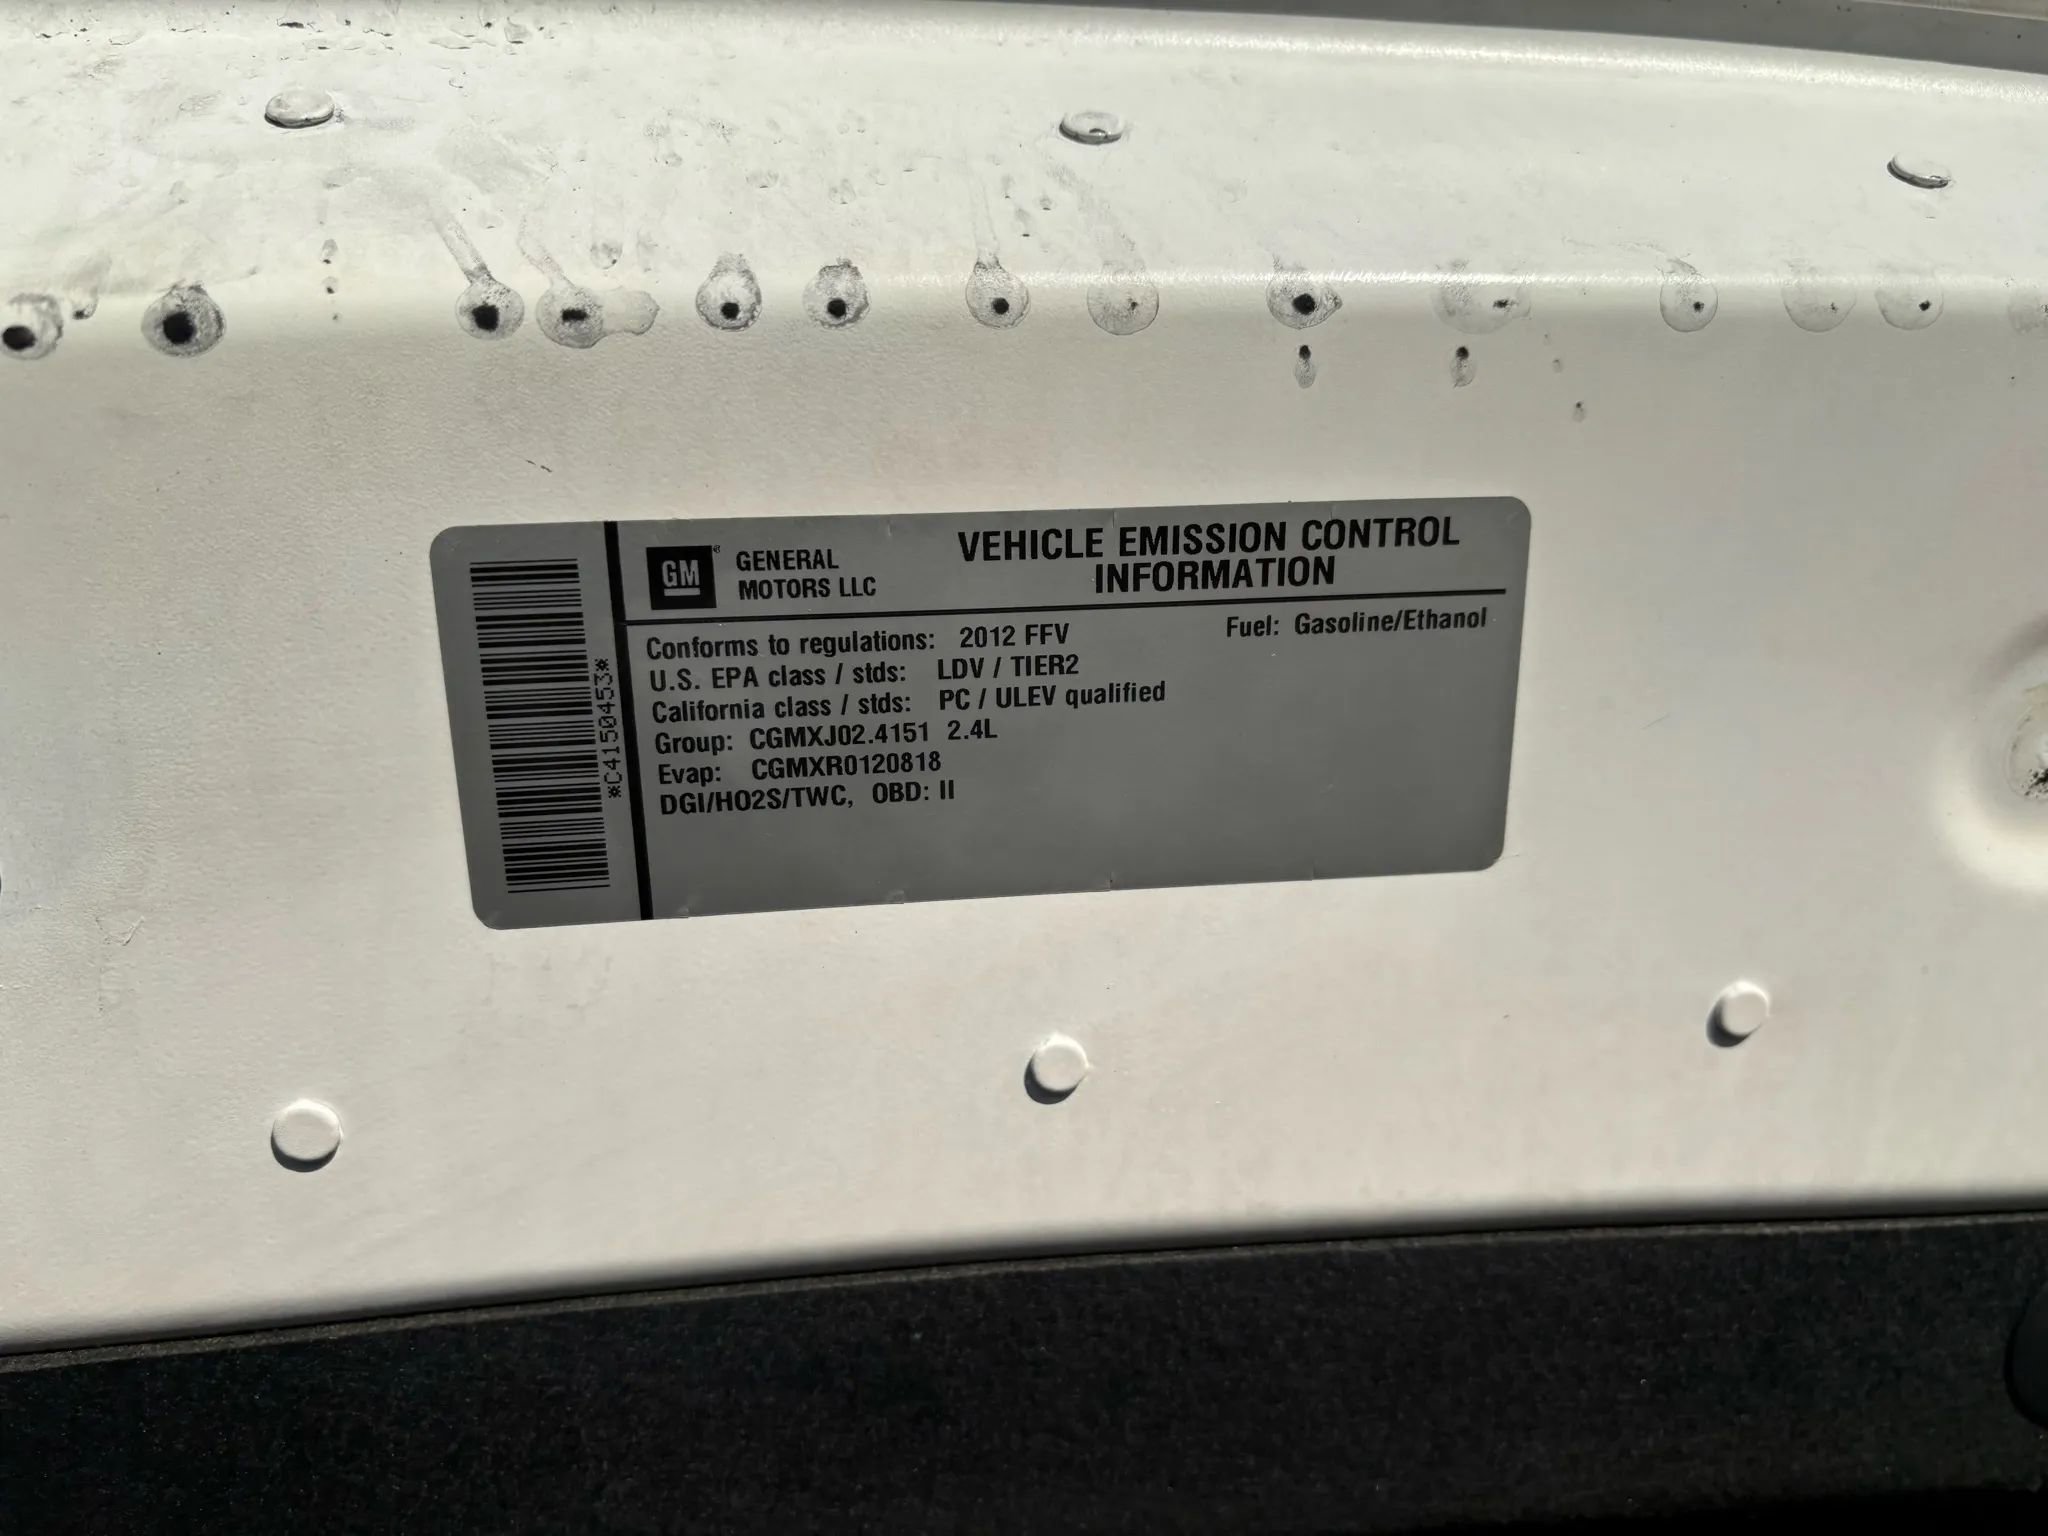 GM®
GENERAL
MOTORS LLC
VEHICLE EMISSION CONTROL
INFORMATION
Conforms to regulations: 2012 FFV
Fuel: Gasoline/Ethanol
U.S. EPA class / stds: LDV / TIER2
California class / stds: PC / ULEV qualified
Group: CGMXJ02.4151 2.4L
Evap: CGMXR0120818
DGI/HO2S/TWC, OBD: II
*C41504453*